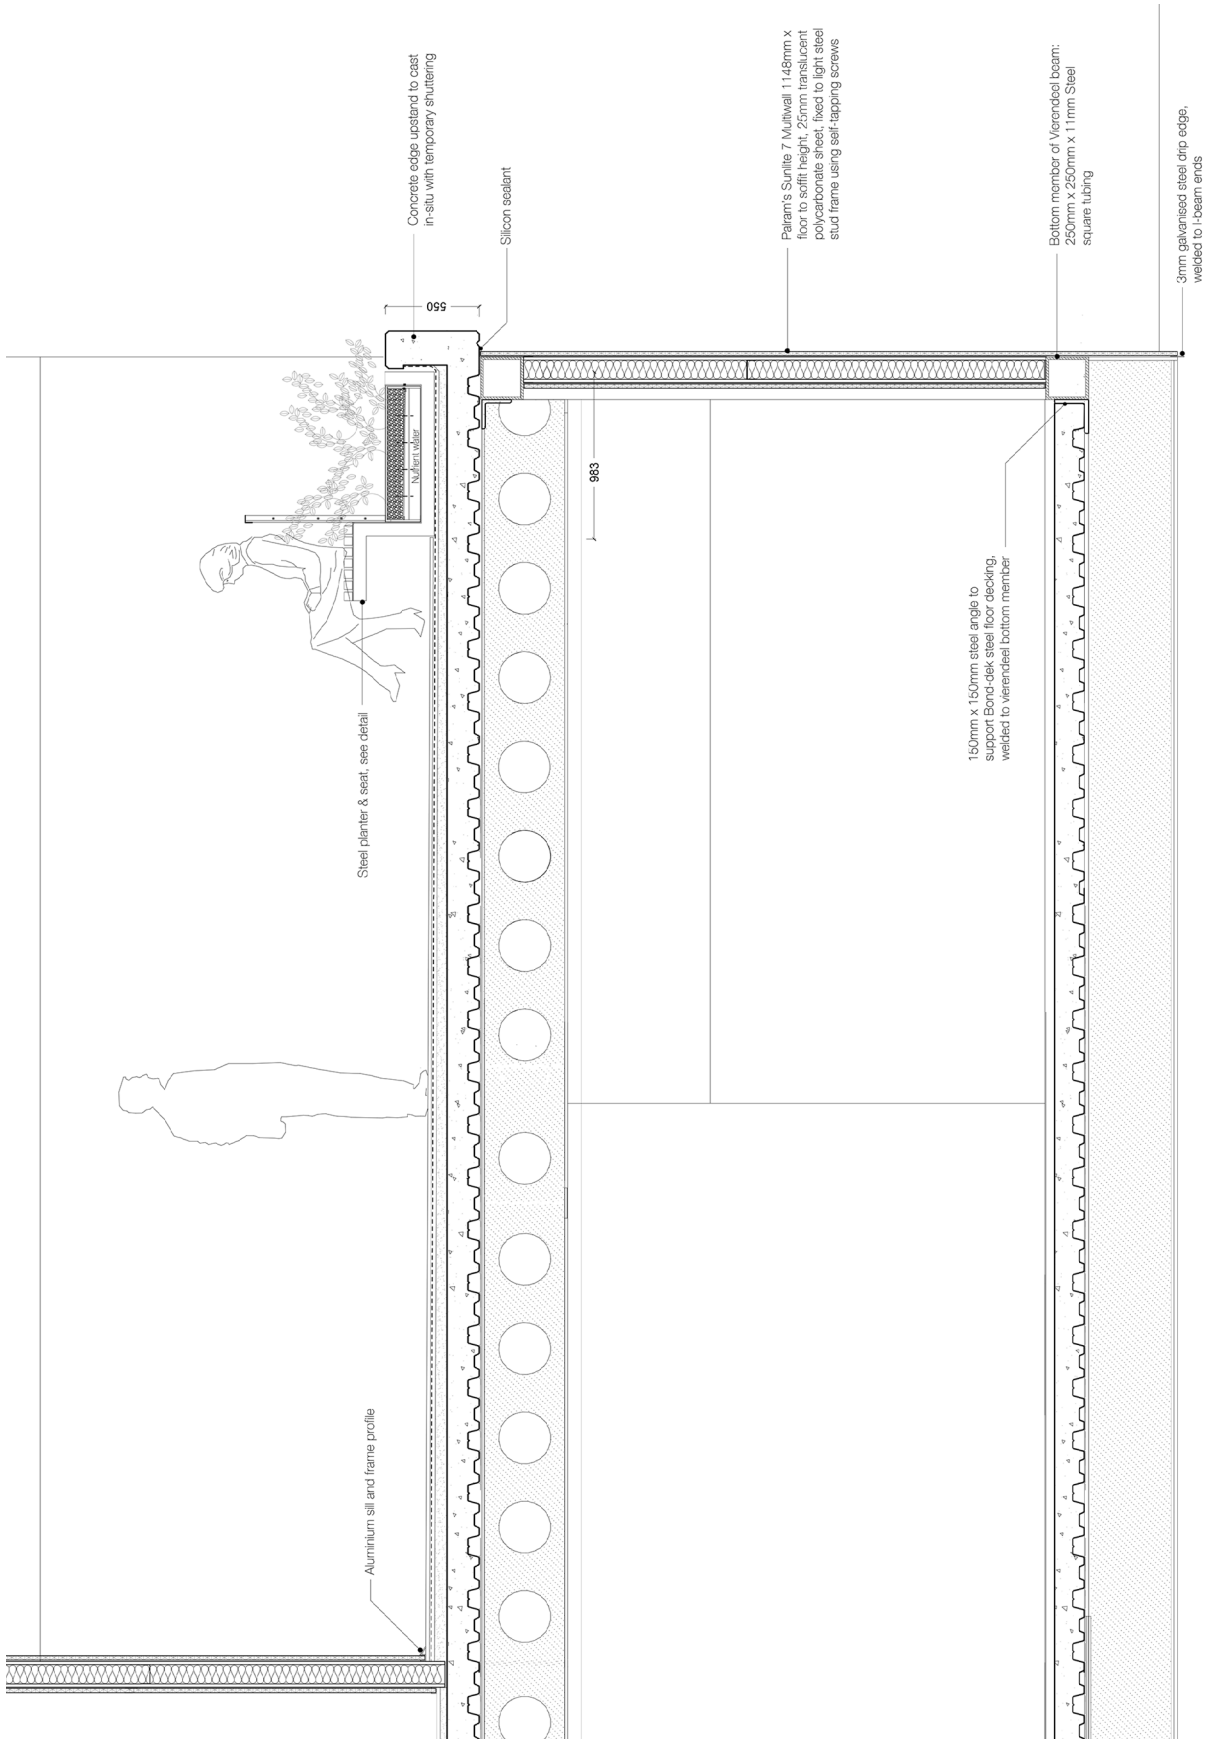 Concrete edge upstand to cast
in-situ with temporary shuttering
550
Silicon sealant
Palram's Sunlite 7 Multiwall 1148mm x
floor to soffit height, 25mm translucent
polycarbonate sheet, fixed to light steel
stud frame using self-tapping screws
Bottom member of Vierendeel beam:
250mm x 250mm x 11mm Steel
square tubing
3mm galvanised steel drip edge,
welded to I-beam ends
Nutrient water
983
150mm x 150mm steel angle to
support Bond-dek steel floor decking,
welded to vierendeel bottom member
Steel planter & seat, see detail
Aluminium sill and frame profile